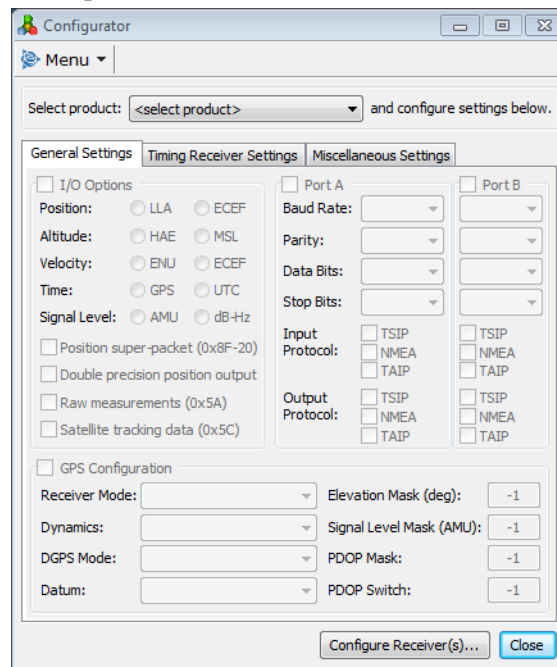 Configurator
Menu
Select product: <select product> and configure settings below.
General Settings Timing Receiver Settings Miscellaneous Settings
I/O Options Port A Port B
Position: LLA ECEF Baud Rate:
Altitude: HAE MSL Parity:
Velocity: ENU ECEF Data Bits:
Time: GPS UTC Stop Bits:
Signal Level: AMU dB-Hz
Input Protocol: TSIP TSIP
NMEA NMEA
TAIP TAIP
Position super-packet (0x8F-20)
Double precision position output
Raw measurements (0x5A)
Satellite tracking data (0x5C)
Output Protocol: TSIP TSIP
NMEA NMEA
TAIP TAIP
GPS Configuration
Receiver Mode: Elevation Mask (deg): -1
Dynamics: Signal Level Mask (AMU): -1
DGPS Mode: PDOP Mask: -1
Datum: PDOP Switch: -1
Configure Receiver(s)... Close